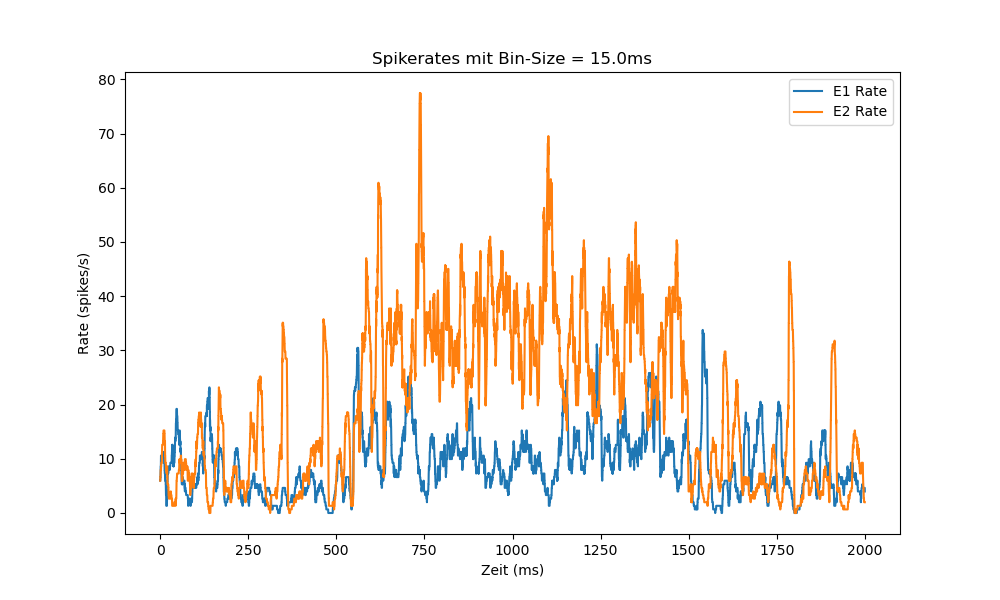 Spikerates mit Bin-Size = 15.0ms
E1 Rate
E2 Rate
80
70
60
50
40
30
20
10
0
Rate (spikes/s)
0 250 500 750 1000 1250 1500 1750 2000
Zeit (ms)